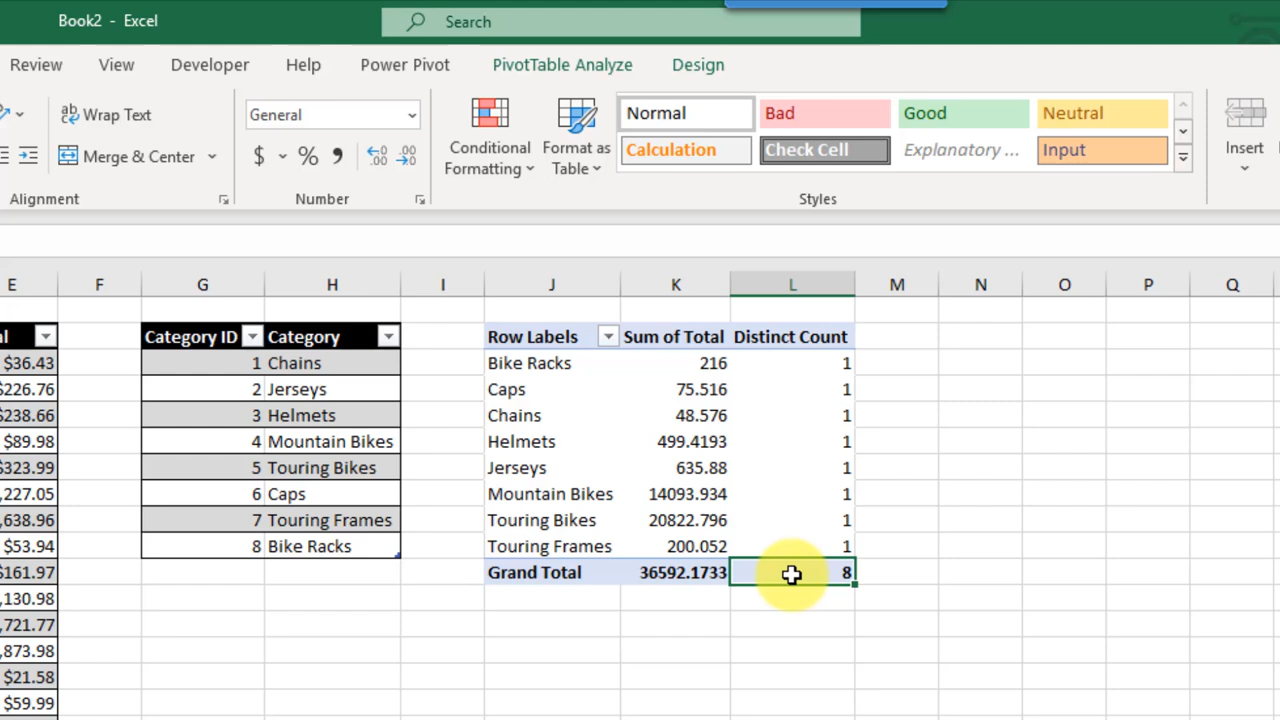 Book2 - Excel
Search
Review View Developer Help Power Pivot PivotTable Analyze Design
ab Wrap Text
General
Normal Bad Good Neutral
Merge & Center
$ % ,
Conditional Formatting
Format as Table
Calculation Check Cell Explanatory ... Input
Insert
Alignment Number Styles
E F G H I J K L M N O P Q
Category ID Category Row Labels Sum of Total Distinct Count
$36.43 1 Chains Bike Racks 216 1
$226.76 2 Jerseys Caps 75.516 1
$238.66 3 Helmets Chains 48.576 1
$89.98 4 Mountain Bikes Helmets 499.4193 1
$323.99 5 Touring Bikes Jerseys 635.88 1
,227.05 6 Caps Mountain Bikes 14093.934 1
,638.96 7 Touring Frames Touring Bikes 20822.796 1
$53.94 8 Bike Racks Touring Frames 200.052 1
$161.97 Grand Total 36592.1733 8
,130.98
,721.77
,873.98
$21.58
$59.99